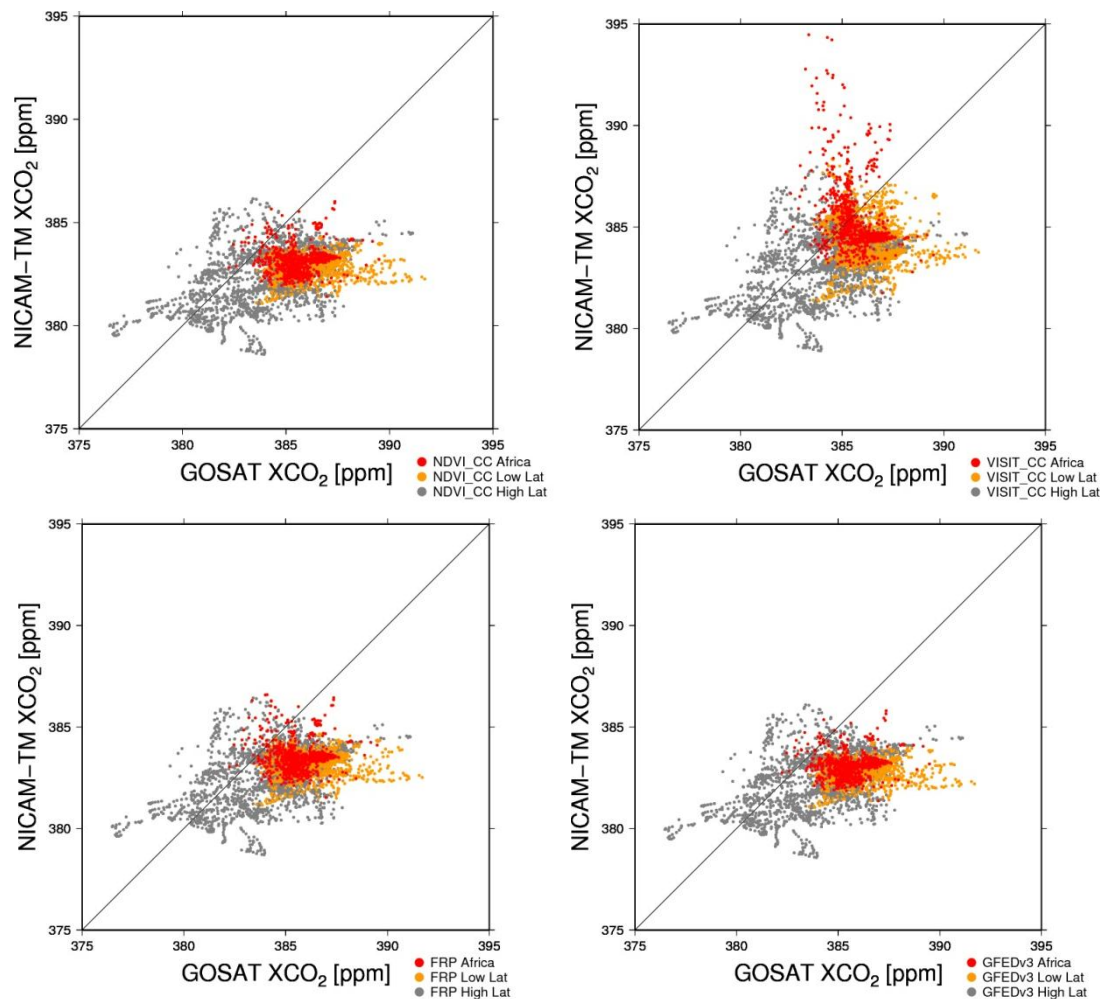 395
390
385
380
375
NICAM−TM XCO2 [ppm]
375 380 385 390 395
GOSAT XCO2 [ppm]
NDVI_CC Africa
NDVI_CC Low Lat
NDVI_CC High Lat
395
390
385
380
375
NICAM−TM XCO2 [ppm]
375 380 385 390 395
GOSAT XCO2 [ppm]
VISIT_CC Africa
VISIT_CC Low Lat
VISIT_CC High Lat
395
390
385
380
375
NICAM−TM XCO2 [ppm]
375 380 385 390 395
GOSAT XCO2 [ppm]
FRP Africa
FRP Low Lat
FRP High Lat
395
390
385
380
375
NICAM−TM XCO2 [ppm]
375 380 385 390 395
GOSAT XCO2 [ppm]
GFEDv3 Africa
GFEDv3 Low Lat
GFEDv3 High Lat